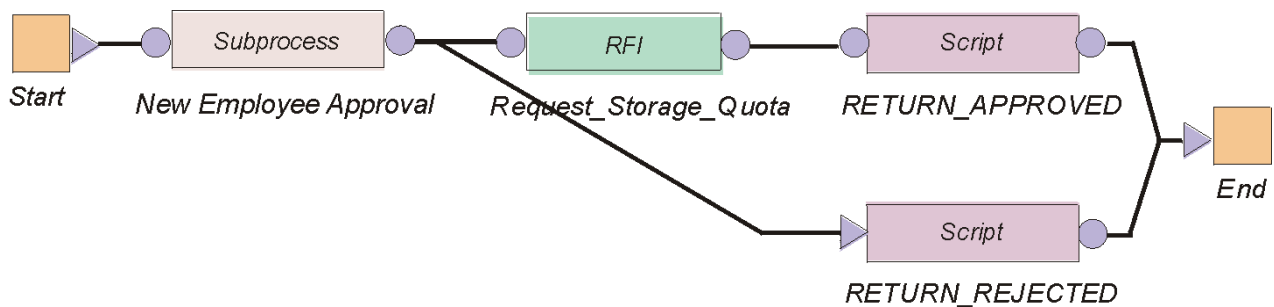 Subprocess
RFI
Script
Start
New Employee Approval
Request_Storage_Quota
RETURN_APPROVED
End
Script
RETURN_REJECTED